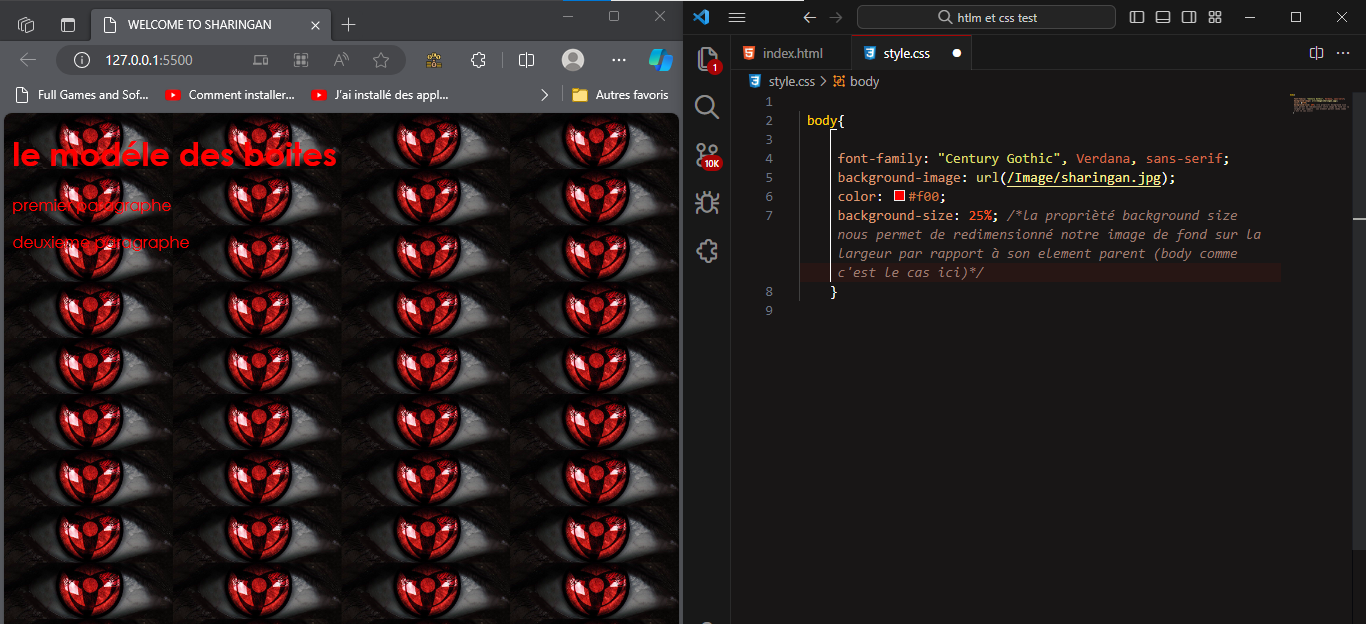 WELCOME TO SHARINGAN
127.0.0.1:5500
Full Games and Sof...
Comment installer...
J'ai installé des appl...
Autres favoris
le modéle des boites
premier paragraphe
deuxieme paragraphe
htlm et css test
1
10K
index.html
style.css
style.css > body
1
2 body{
3
4 font-family: "Century Gothic", Verdana, sans-serif;
5 background-image: url(/Image/sharingan.jpg);
6 color: #f00;
7 background-size: 25%; /*la proprièté background size
nous permet de redimensionné notre image de fond sur la
largeur par rapport à son element parent (body comme
c'est le cas ici)*/
8 }
9